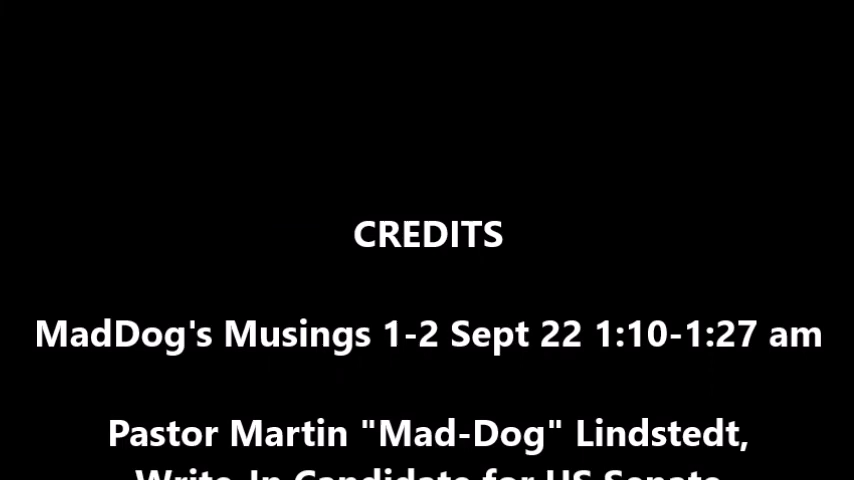 CREDITS
MadDog's Musings 1-2 Sept 22 1:10-1:27 am
Pastor Martin "Mad-Dog" Lindstedt,
Write-In Candidate for US Senate